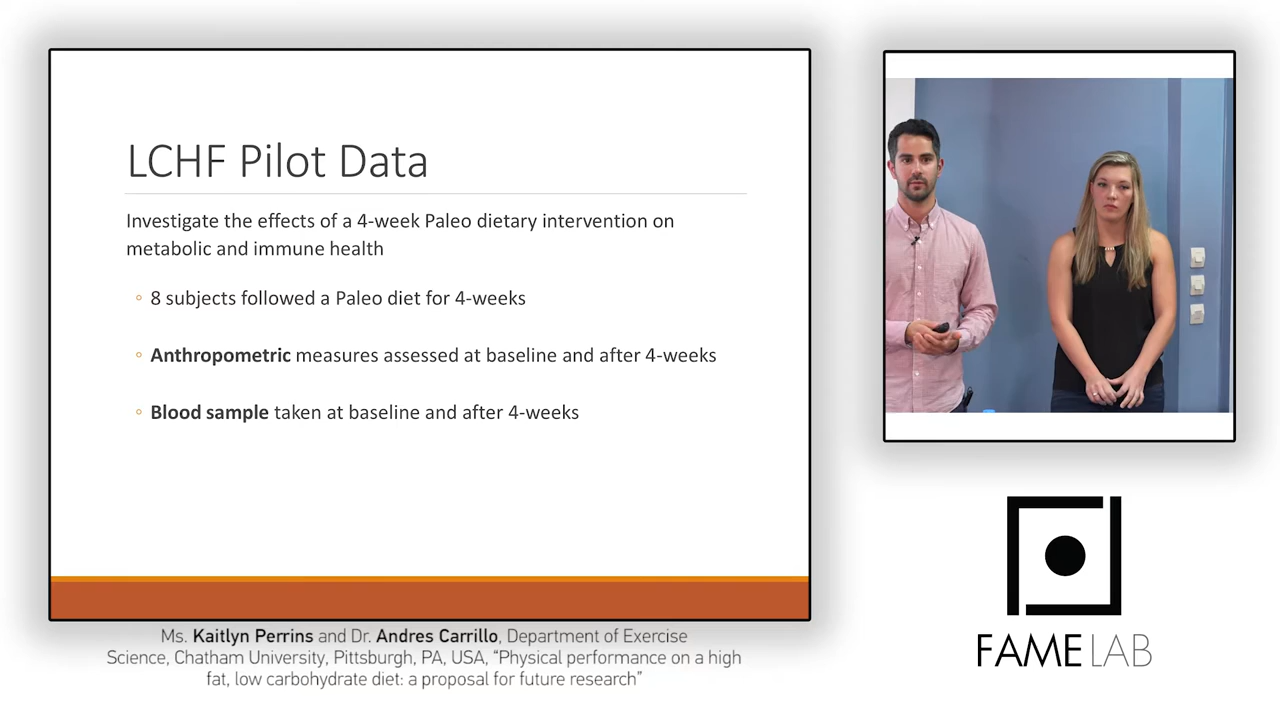 LCHF Pilot Data
Investigate the effects of a 4-week Paleo dietary intervention on
metabolic and immune health
◦ 8 subjects followed a Paleo diet for 4-weeks
◦ Anthropometric measures assessed at baseline and after 4-weeks
◦ Blood sample taken at baseline and after 4-weeks
Ms. Kaitlyn Perrins and Dr. Andres Carrillo, Department of Exercise
Science, Chatham University, Pittsburgh, PA, USA, “Physical performance on a high
fat, low carbohydrate diet: a proposal for future research”
FAME LAB